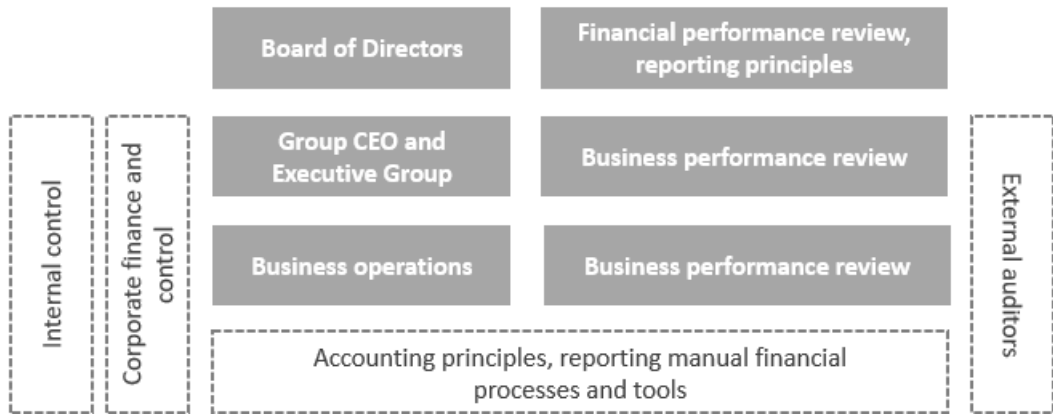 Board of Directors
Financial performance review,
reporting principles
Internal control
Corporate finance and
control
Group CEO and
Executive Group
Business performance review
External auditors
Business operations
Business performance review
Accounting principles, reporting manual financial
processes and tools